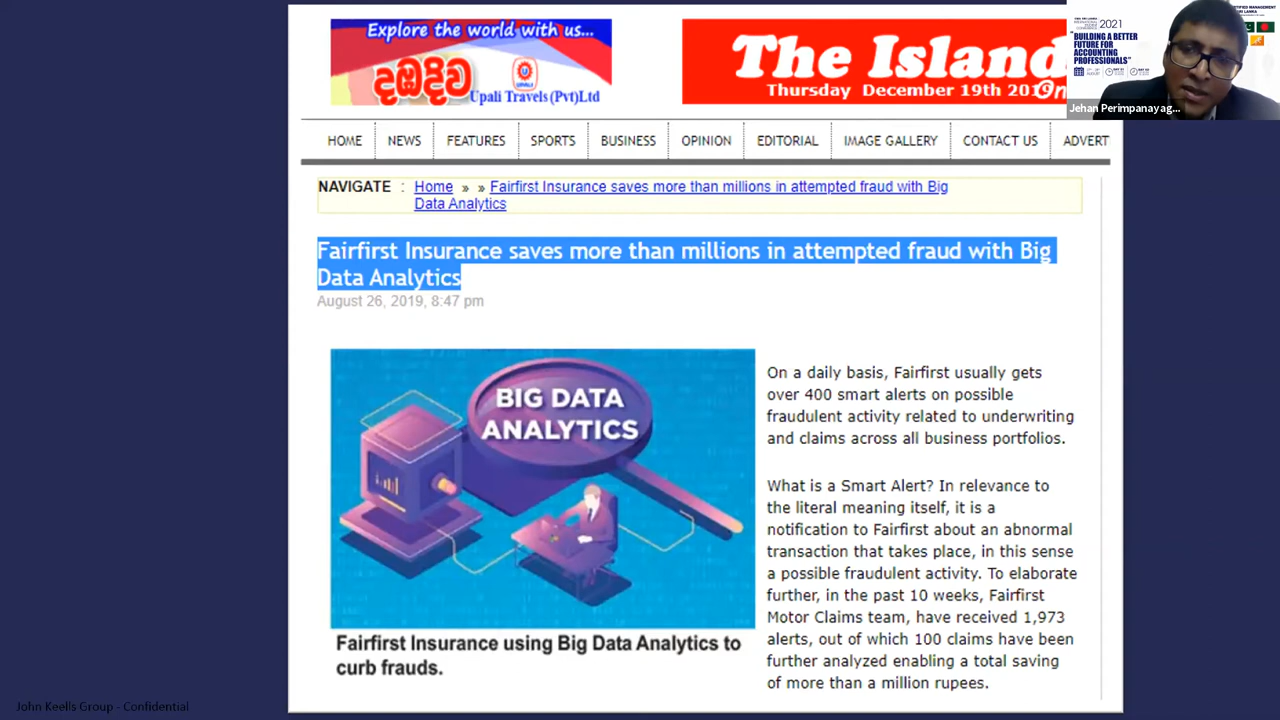 Explore the world with us...
දඹදිව
UPALI
Upali Travels (Pvt)Ltd
The Island
Thursday December 19th 2019
On
2021
"BUILDING A BETTER
FUTURE FOR
ACCOUNTING
PROFESSIONALS"
Jehan Perimpanayag...
HOME NEWS FEATURES SPORTS BUSINESS OPINION EDITORIAL IMAGE GALLERY CONTACT US ADVERT
NAVIGATE : Home » » Fairfirst Insurance saves more than millions in attempted fraud with Big
Data Analytics
Fairfirst Insurance saves more than millions in attempted fraud with Big
Data Analytics
August 26, 2019, 8:47 pm
BIG DATA
ANALYTICS
Fairfirst Insurance using Big Data Analytics to
curb frauds.
On a daily basis, Fairfirst usually gets
over 400 smart alerts on possible
fraudulent activity related to underwriting
and claims across all business portfolios.
What is a Smart Alert? In relevance to
the literal meaning itself, it is a
notification to Fairfirst about an abnormal
transaction that takes place, in this sense
a possible fraudulent activity. To elaborate
further, in the past 10 weeks, Fairfirst
Motor Claims team, have received 1,973
alerts, out of which 100 claims have been
further analyzed enabling a total saving
of more than a million rupees.
John Keells Group - Confidential